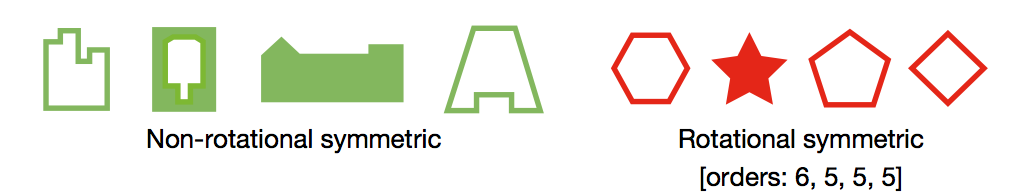 Non-rotational symmetric
Rotational symmetric
[orders: 6, 5, 5, 5]